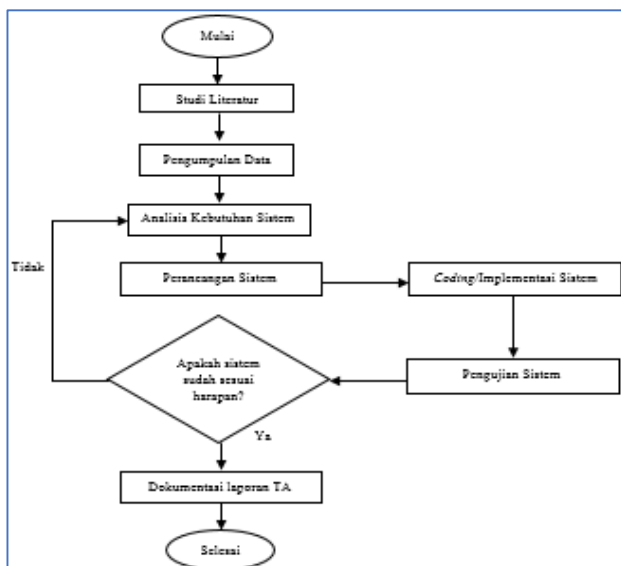 Mulai
Studi Literatur
Pengumpulan Data
Analisis Kebutuhan Sistem
Tidak
Perancangan Sistem
Coding/Implementasi Sistem
Apakah sistem
sudah sesuai
harapan?
Pengujian Sistem
Ya
Dokumentasi laporan TA
Selesai